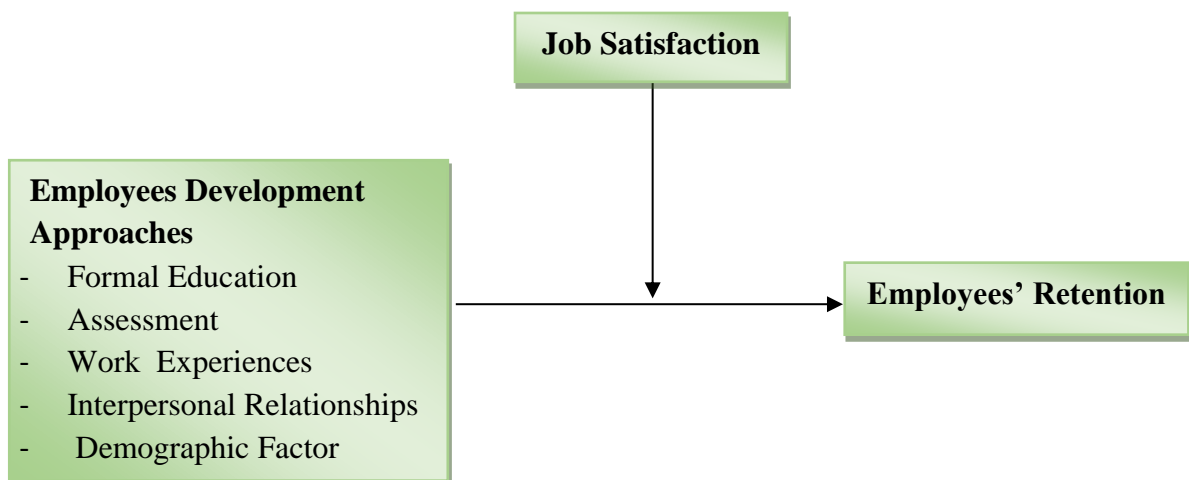 Job Satisfaction
Employees Development
Approaches
- Formal Education
- Assessment
- Work Experiences
- Interpersonal Relationships
- Demographic Factor
Employees’ Retention